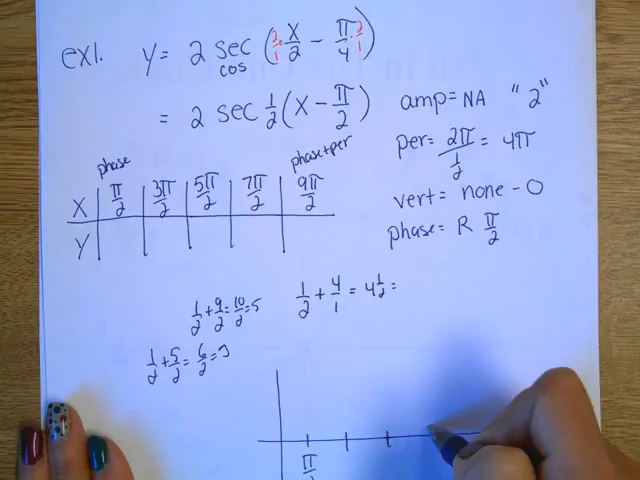 ex1. y = 2 sec (2/1· x/2 - π/4 · 2/1)
cos
= 2 sec 1/2 (x - π/2)
amp = NA "2"
per = 2π / 1/2 = 4π
vert = none - 0
phase = R π/2
phase phase+per
X π/2 3π/2 5π/2 7π/2 9π/2
Y
1/2 + 9/2 = 10/2 = 5
1/2 + 4/1 = 4 1/2 =
1/2 + 5/2 = 6/2 = 3
π